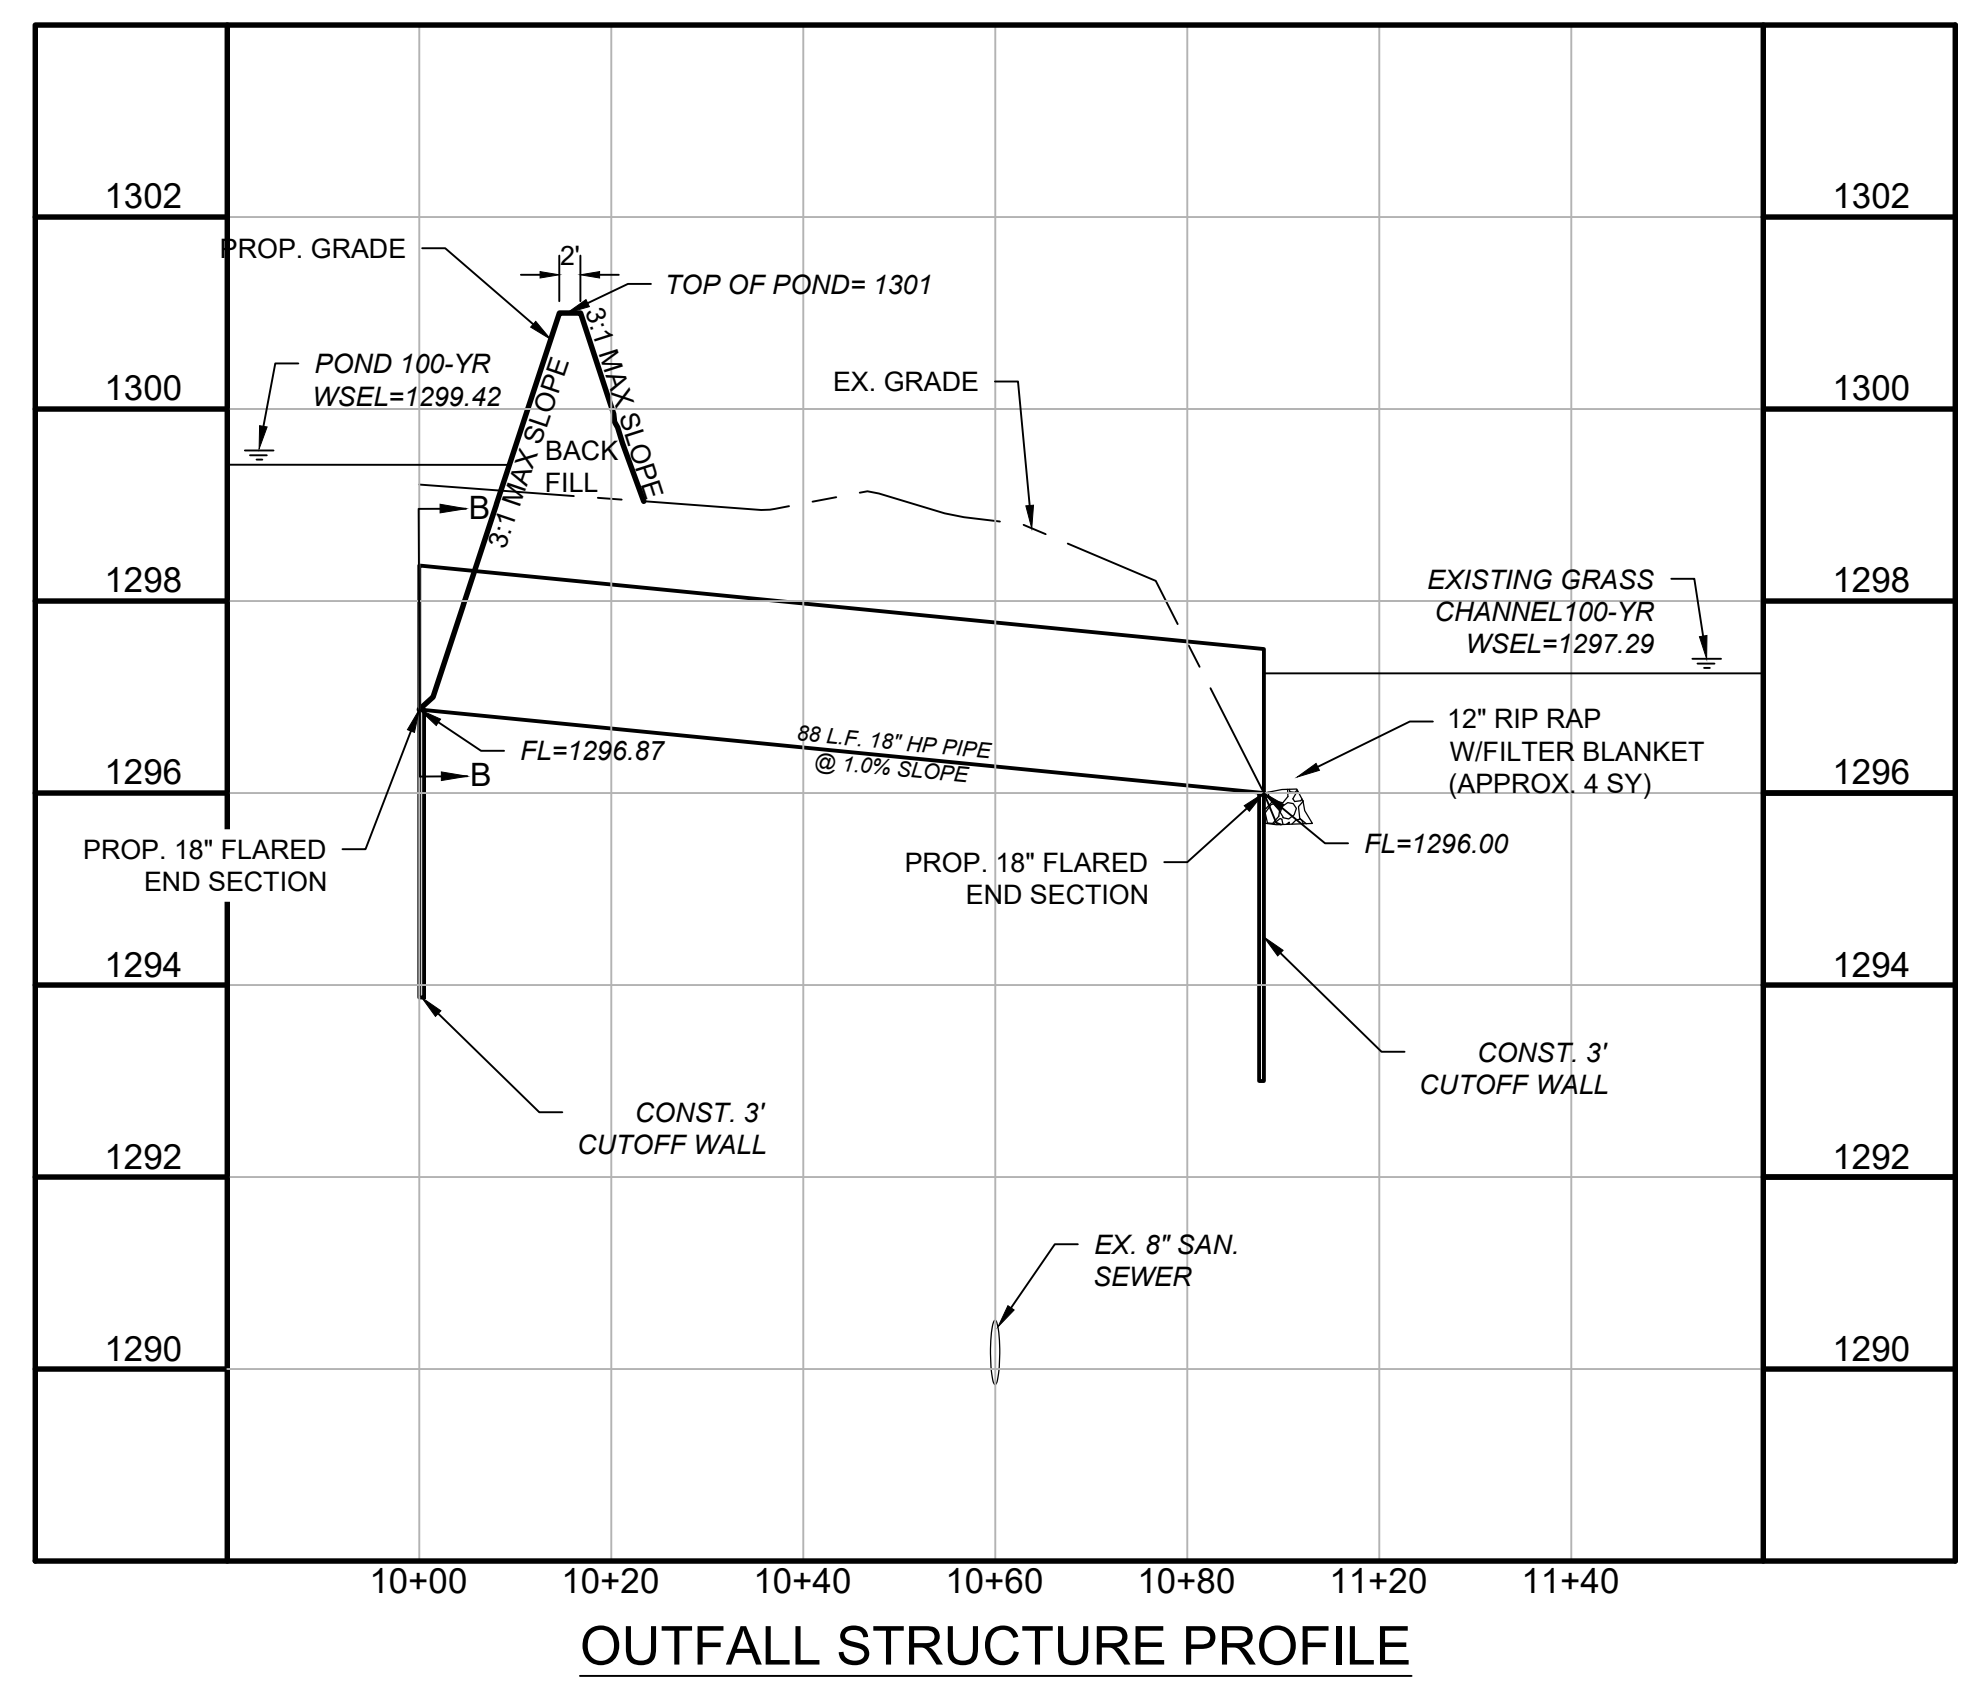 1302
1302
PROP. GRADE
2'
TOP OF POND= 1301
3:1 MAX SLOPE
3:1 MAX SLOPE
POND 100-YR
WSEL=1299.42
EX. GRADE
1300
1300
BACK
FILL
B
1298
EXISTING GRASS
CHANNEL100-YR
WSEL=1297.29
1298
88 L.F. 18" HP PIPE
@ 1.0% SLOPE
FL=1296.87
B
12" RIP RAP
W/FILTER BLANKET
(APPROX. 4 SY)
1296
1296
PROP. 18" FLARED
END SECTION
PROP. 18" FLARED
END SECTION
FL=1296.00
1294
1294
CONST. 3'
CUTOFF WALL
CONST. 3'
CUTOFF WALL
1292
1292
EX. 8" SAN.
SEWER
1290
1290
10+00
10+20
10+40
10+60
10+80
11+20
11+40
OUTFALL STRUCTURE PROFILE